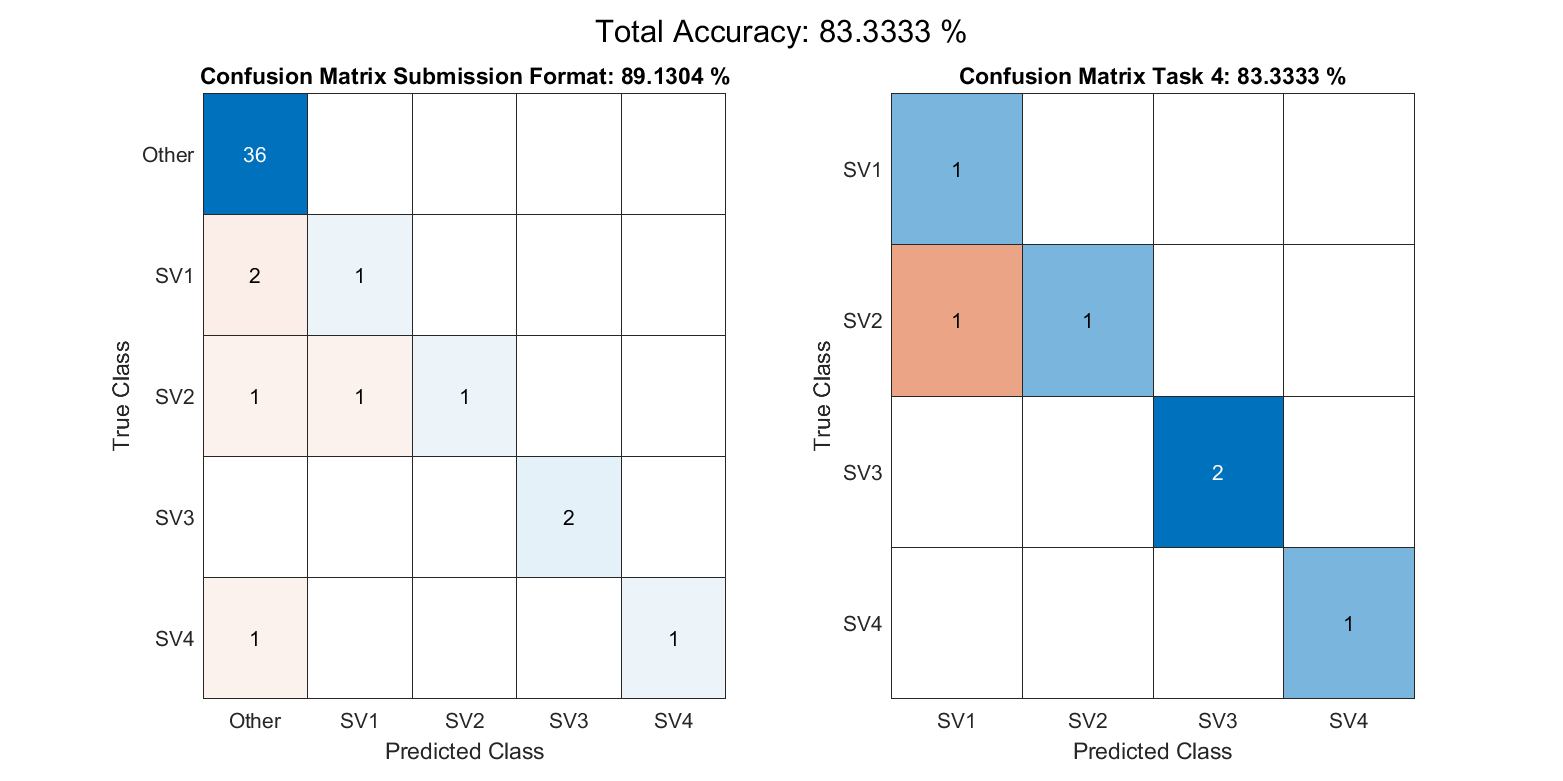 Total Accuracy: 83.3333 %
Confusion Matrix Submission Format: 89.1304 %
True Class
Other
SV1
SV2
SV3
SV4
36
2 1
1 1 1
2
1 1
Other SV1 SV2 SV3 SV4
Predicted Class
Confusion Matrix Task 4: 83.3333 %
True Class
SV1
SV2
SV3
SV4
1
1 1
2
1
SV1 SV2 SV3 SV4
Predicted Class